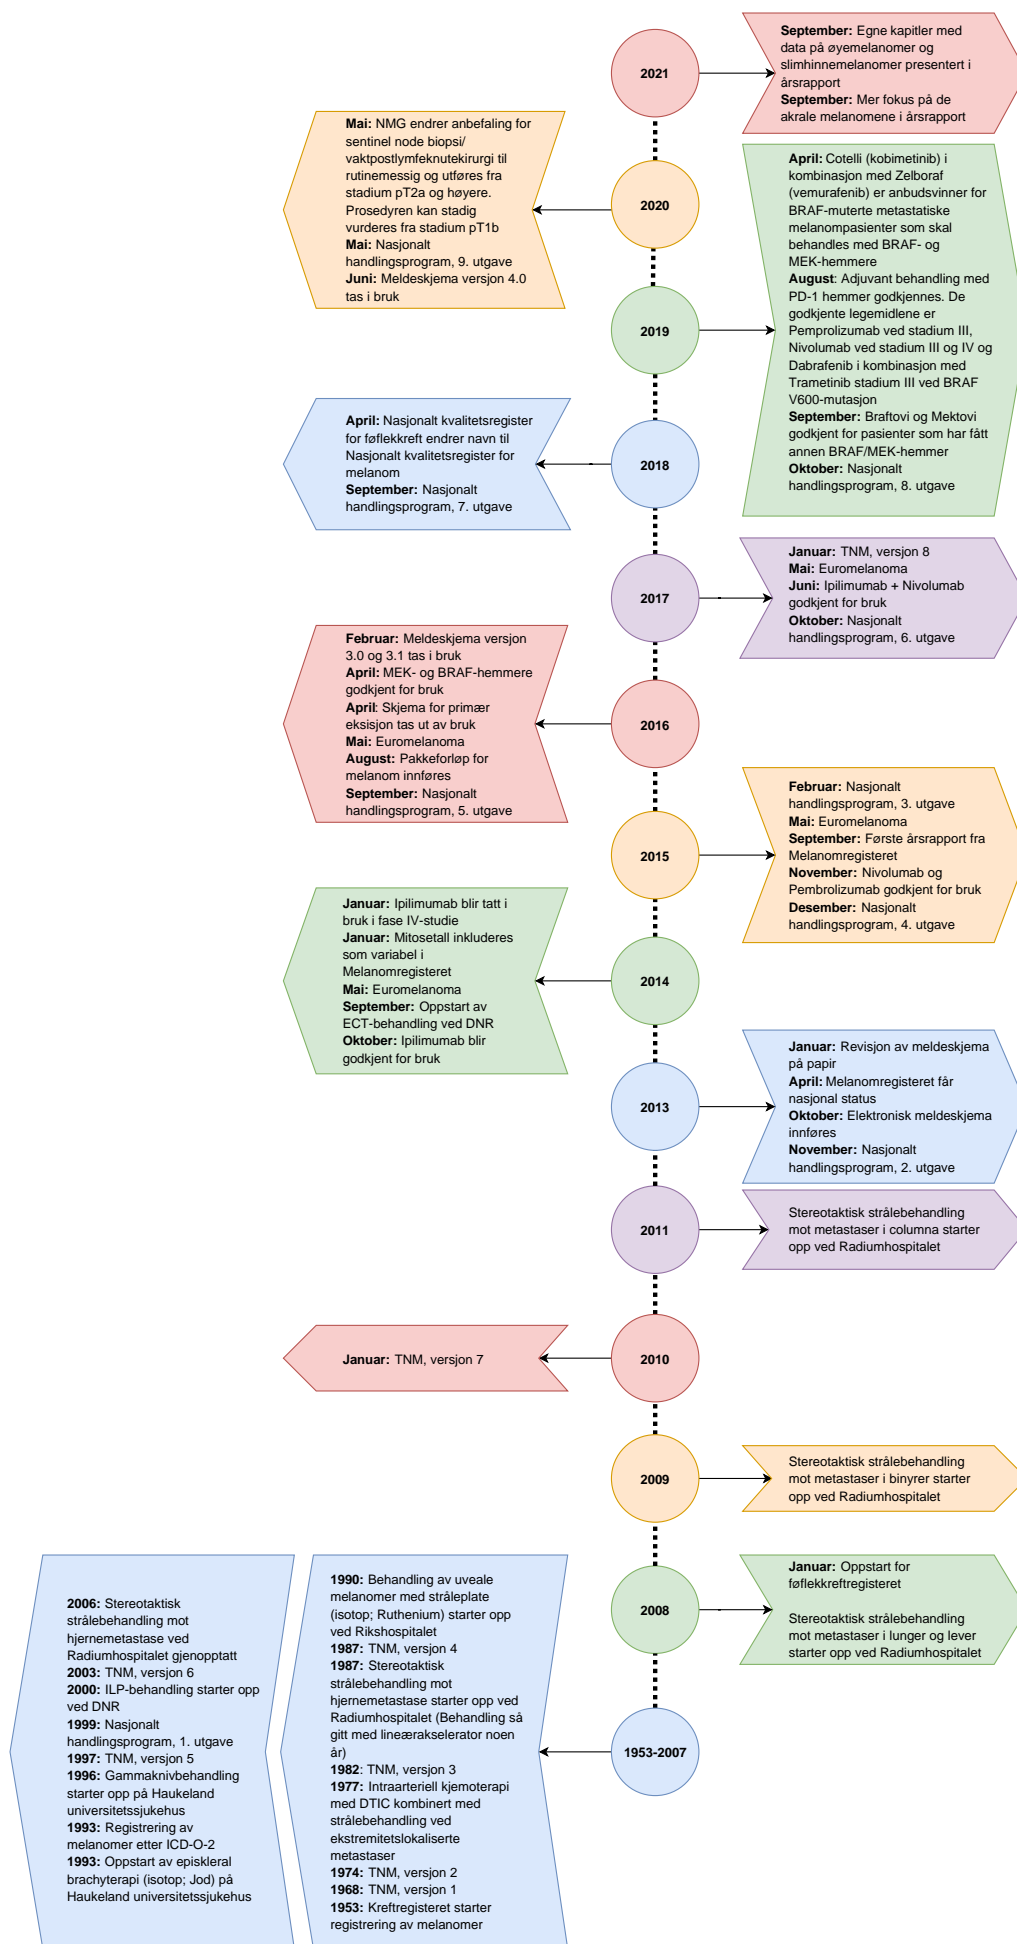 2021
September: Egne kapitler med
data på øyemelanomer og
slimhinnemelanomer presentert i
årsrapport
September: Mer fokus på de
akrale melanomene i årsrapport
Mai: NMG endrer anbefaling for
sentinel node biopsi/
vaktpostlymfeknutekirurgi til
rutinemessig og utføres fra
stadium pT2a og høyere.
Prosedyren kan stadig
vurderes fra stadium pT1b
Mai: Nasjonalt
handlingsprogram, 9. utgave
Juni: Meldeskjema versjon 4.0
tas i bruk
2020
2019
April: Cotelli (kobimetinib) i
kombinasjon med Zelboraf
(vemurafenib) er anbudsvinner for
BRAF-muterte metastatiske
melanompasienter som skal
behandles med BRAF- og
MEK-hemmere
August: Adjuvant behandling med
PD-1 hemmer godkjennes. De
godkjente legemidlene er
Pemprolizumab ved stadium III,
Nivolumab ved stadium III og IV og
Dabrafenib i kombinasjon med
Trametinib stadium III ved BRAF
V600-mutasjon
September: Braftovi og Mektovi
godkjent for pasienter som har fått
annen BRAF/MEK-hemmer
Oktober: Nasjonalt
handlingsprogram, 8. utgave
April: Nasjonalt kvalitetsregister
for føflekkreft endrer navn til
Nasjonalt kvalitetsregister for
melanom
September: Nasjonalt
handlingsprogram, 7. utgave
2018
2017
Januar: TNM, versjon 8
Mai: Euromelanoma
Juni: Ipilimumab + Nivolumab
godkjent for bruk
Oktober: Nasjonalt
handlingsprogram, 6. utgave
Februar: Meldeskjema versjon
3.0 og 3.1 tas i bruk
April: MEK- og BRAF-hemmere
godkjent for bruk
April: Skjema for primær
eksisjon tas ut av bruk
Mai: Euromelanoma
August: Pakkeforløp for
melanom innføres
September: Nasjonalt
handlingsprogram, 5. utgave
2016
2015
Februar: Nasjonalt
handlingsprogram, 3. utgave
Mai: Euromelanoma
September: Første årsrapport fra
Melanomregisteret
November: Nivolumab og
Pembrolizumab godkjent for bruk
Desember: Nasjonalt
handlingsprogram, 4. utgave
Januar: Ipilimumab blir tatt i
bruk i fase IV-studie
Januar: Mitosetall inkluderes
som variabel i
Melanomregisteret
Mai: Euromelanoma
September: Oppstart av
ECT-behandling ved DNR
Oktober: Ipilimumab blir
godkjent for bruk
2014
2013
Januar: Revisjon av meldeskjema
på papir
April: Melanomregisteret får
nasjonal status
Oktober: Elektronisk meldeskjema
innføres
November: Nasjonalt
handlingsprogram, 2. utgave
2011
Stereotaktisk strålebehandling
mot metastaser i columna starter
opp ved Radiumhospitalet
Januar: TNM, versjon 7
2010
2009
Stereotaktisk strålebehandling
mot metastaser i binyrer starter
opp ved Radiumhospitalet
2008
Januar: Oppstart for
føflekkreftregisteret
Stereotaktisk strålebehandling
mot metastaser i lunger og lever
starter opp ved Radiumhospitalet
2006: Stereotaktisk
strålebehandling mot
hjernemetastase ved
Radiumhospitalet gjenopptatt
2003: TNM, versjon 6
2000: ILP-behandling starter opp
ved DNR
1999: Nasjonalt
handlingsprogram, 1. utgave
1997: TNM, versjon 5
1996: Gammaknivbehandling
starter opp på Haukeland
universitetssjukehus
1993: Registrering av
melanomer etter ICD-O-2
1993: Oppstart av episkleral
brachyterapi (isotop; Jod) på
Haukeland universitetssjukehus
1990: Behandling av uveale
melanomer med stråleplate
(isotop; Ruthenium) starter opp
ved Rikshospitalet
1987: TNM, versjon 4
1987: Stereotaktisk
strålebehandling mot
hjernemetastase starter opp ved
Radiumhospitalet (Behandling så
gitt med lineærakselerator noen
år)
1982: TNM, versjon 3
1977: Intraarteriell kjemoterapi
med DTIC kombinert med
strålebehandling ved
ekstremitetslokaliserte
metastaser
1974: TNM, versjon 2
1968: TNM, versjon 1
1953: Kreftregisteret starter
registrering av melanomer
1953-2007